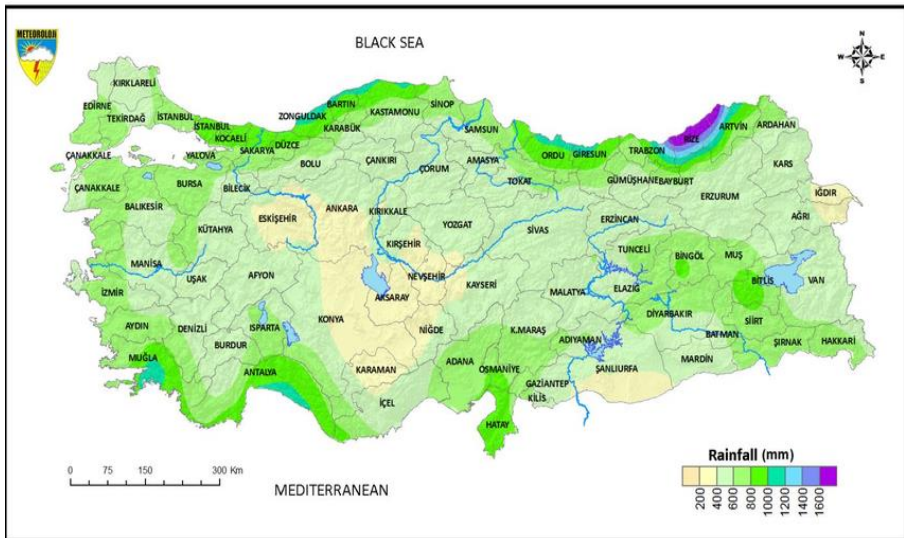 METEOROLOJİ
BLACK SEA
N
W E
S
KIRKLARELİ
EDİRNE
TEKİRDAĞ
İSTANBUL
İSTANBUL
KOCAELİ
YALOVA
SAKARYA
DÜZCE
ZONGULDAK
BARTIN
KARABÜK
KASTAMONU
SİNOP
SAMSUN
ORDU
GİRESUN
TRABZON
RİZE
ARTVİN
ARDAHAN
ÇANAKKALE
ÇANAKKALE
BALIKESİR
BURSA
BİLECİK
BOLU
ÇANKIRI
ÇORUM
AMASYA
TOKAT
GÜMÜŞHANE
BAYBURT
KARS
IĞDIR
ESKİŞEHİR
ANKARA
KIRIKKALE
YOZGAT
SİVAS
ERZİNCAN
ERZURUM
AĞRI
KÜTAHYA
MANİSA
UŞAK
AFYON
KIRŞEHİR
NEVŞEHİR
AKSARAY
KAYSERİ
MALATYA
TUNCELİ
ELAZIĞ
BİNGÖL
MUŞ
BİTLİS
VAN
İZMİR
AYDIN
DENİZLİ
ISPARTA
BURDUR
KONYA
NİĞDE
K.MARAŞ
ADIYAMAN
DİYARBAKIR
BATMAN
SİİRT
ŞIRNAK
HAKKARİ
MUĞLA
ANTALYA
KARAMAN
İÇEL
ADANA
OSMANİYE
GAZİANTEP
KİLİS
ŞANLIURFA
MARDİN
HATAY
0 75 150 300 Km
MEDITERRANEAN
Rainfall (mm)
200 400 600 800 1000 1200 1400 1600